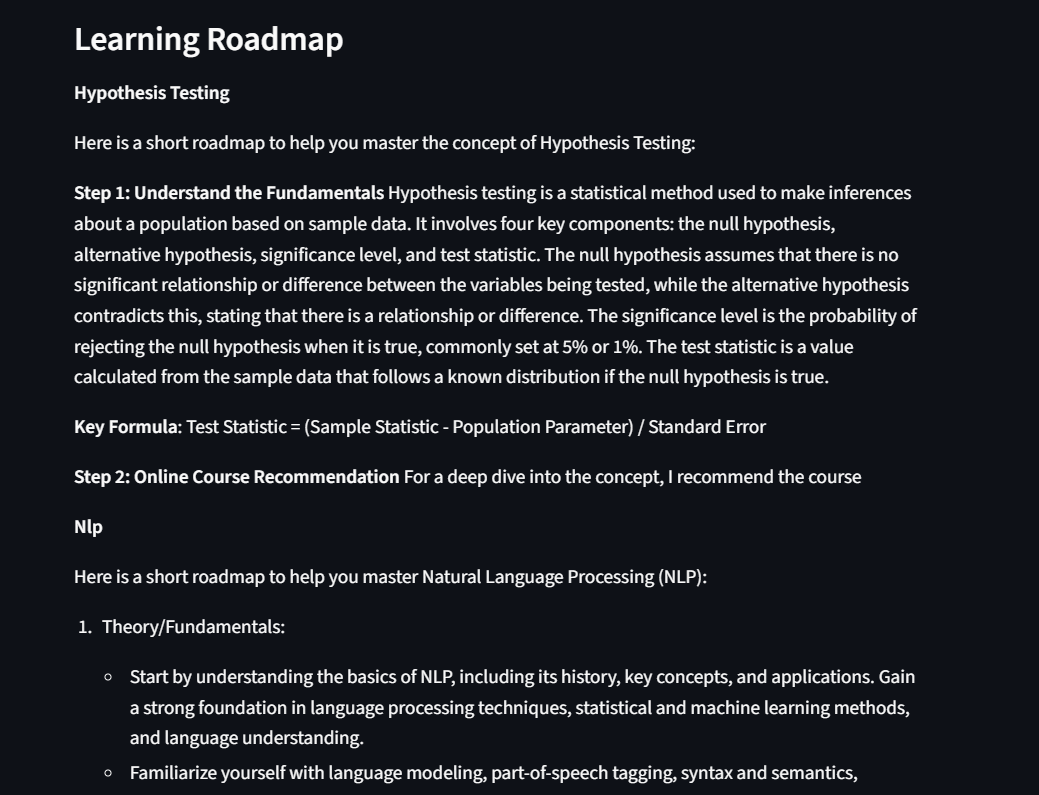 Learning Roadmap
Hypothesis Testing
Here is a short roadmap to help you master the concept of Hypothesis Testing:
Step 1: Understand the Fundamentals Hypothesis testing is a statistical method used to make inferences
about a population based on sample data. It involves four key components: the null hypothesis,
alternative hypothesis, significance level, and test statistic. The null hypothesis assumes that there is no
significant relationship or difference between the variables being tested, while the alternative hypothesis
contradicts this, stating that there is a relationship or difference. The significance level is the probability of
rejecting the null hypothesis when it is true, commonly set at 5% or 1%. The test statistic is a value
calculated from the sample data that follows a known distribution if the null hypothesis is true.
Key Formula: Test Statistic = (Sample Statistic - Population Parameter) / Standard Error
Step 2: Online Course Recommendation For a deep dive into the concept, I recommend the course
Nlp
Here is a short roadmap to help you master Natural Language Processing (NLP):
1. Theory/Fundamentals:
◦ Start by understanding the basics of NLP, including its history, key concepts, and applications. Gain
a strong foundation in language processing techniques, statistical and machine learning methods,
and language understanding.
◦ Familiarize yourself with language modeling, part-of-speech tagging, syntax and semantics,